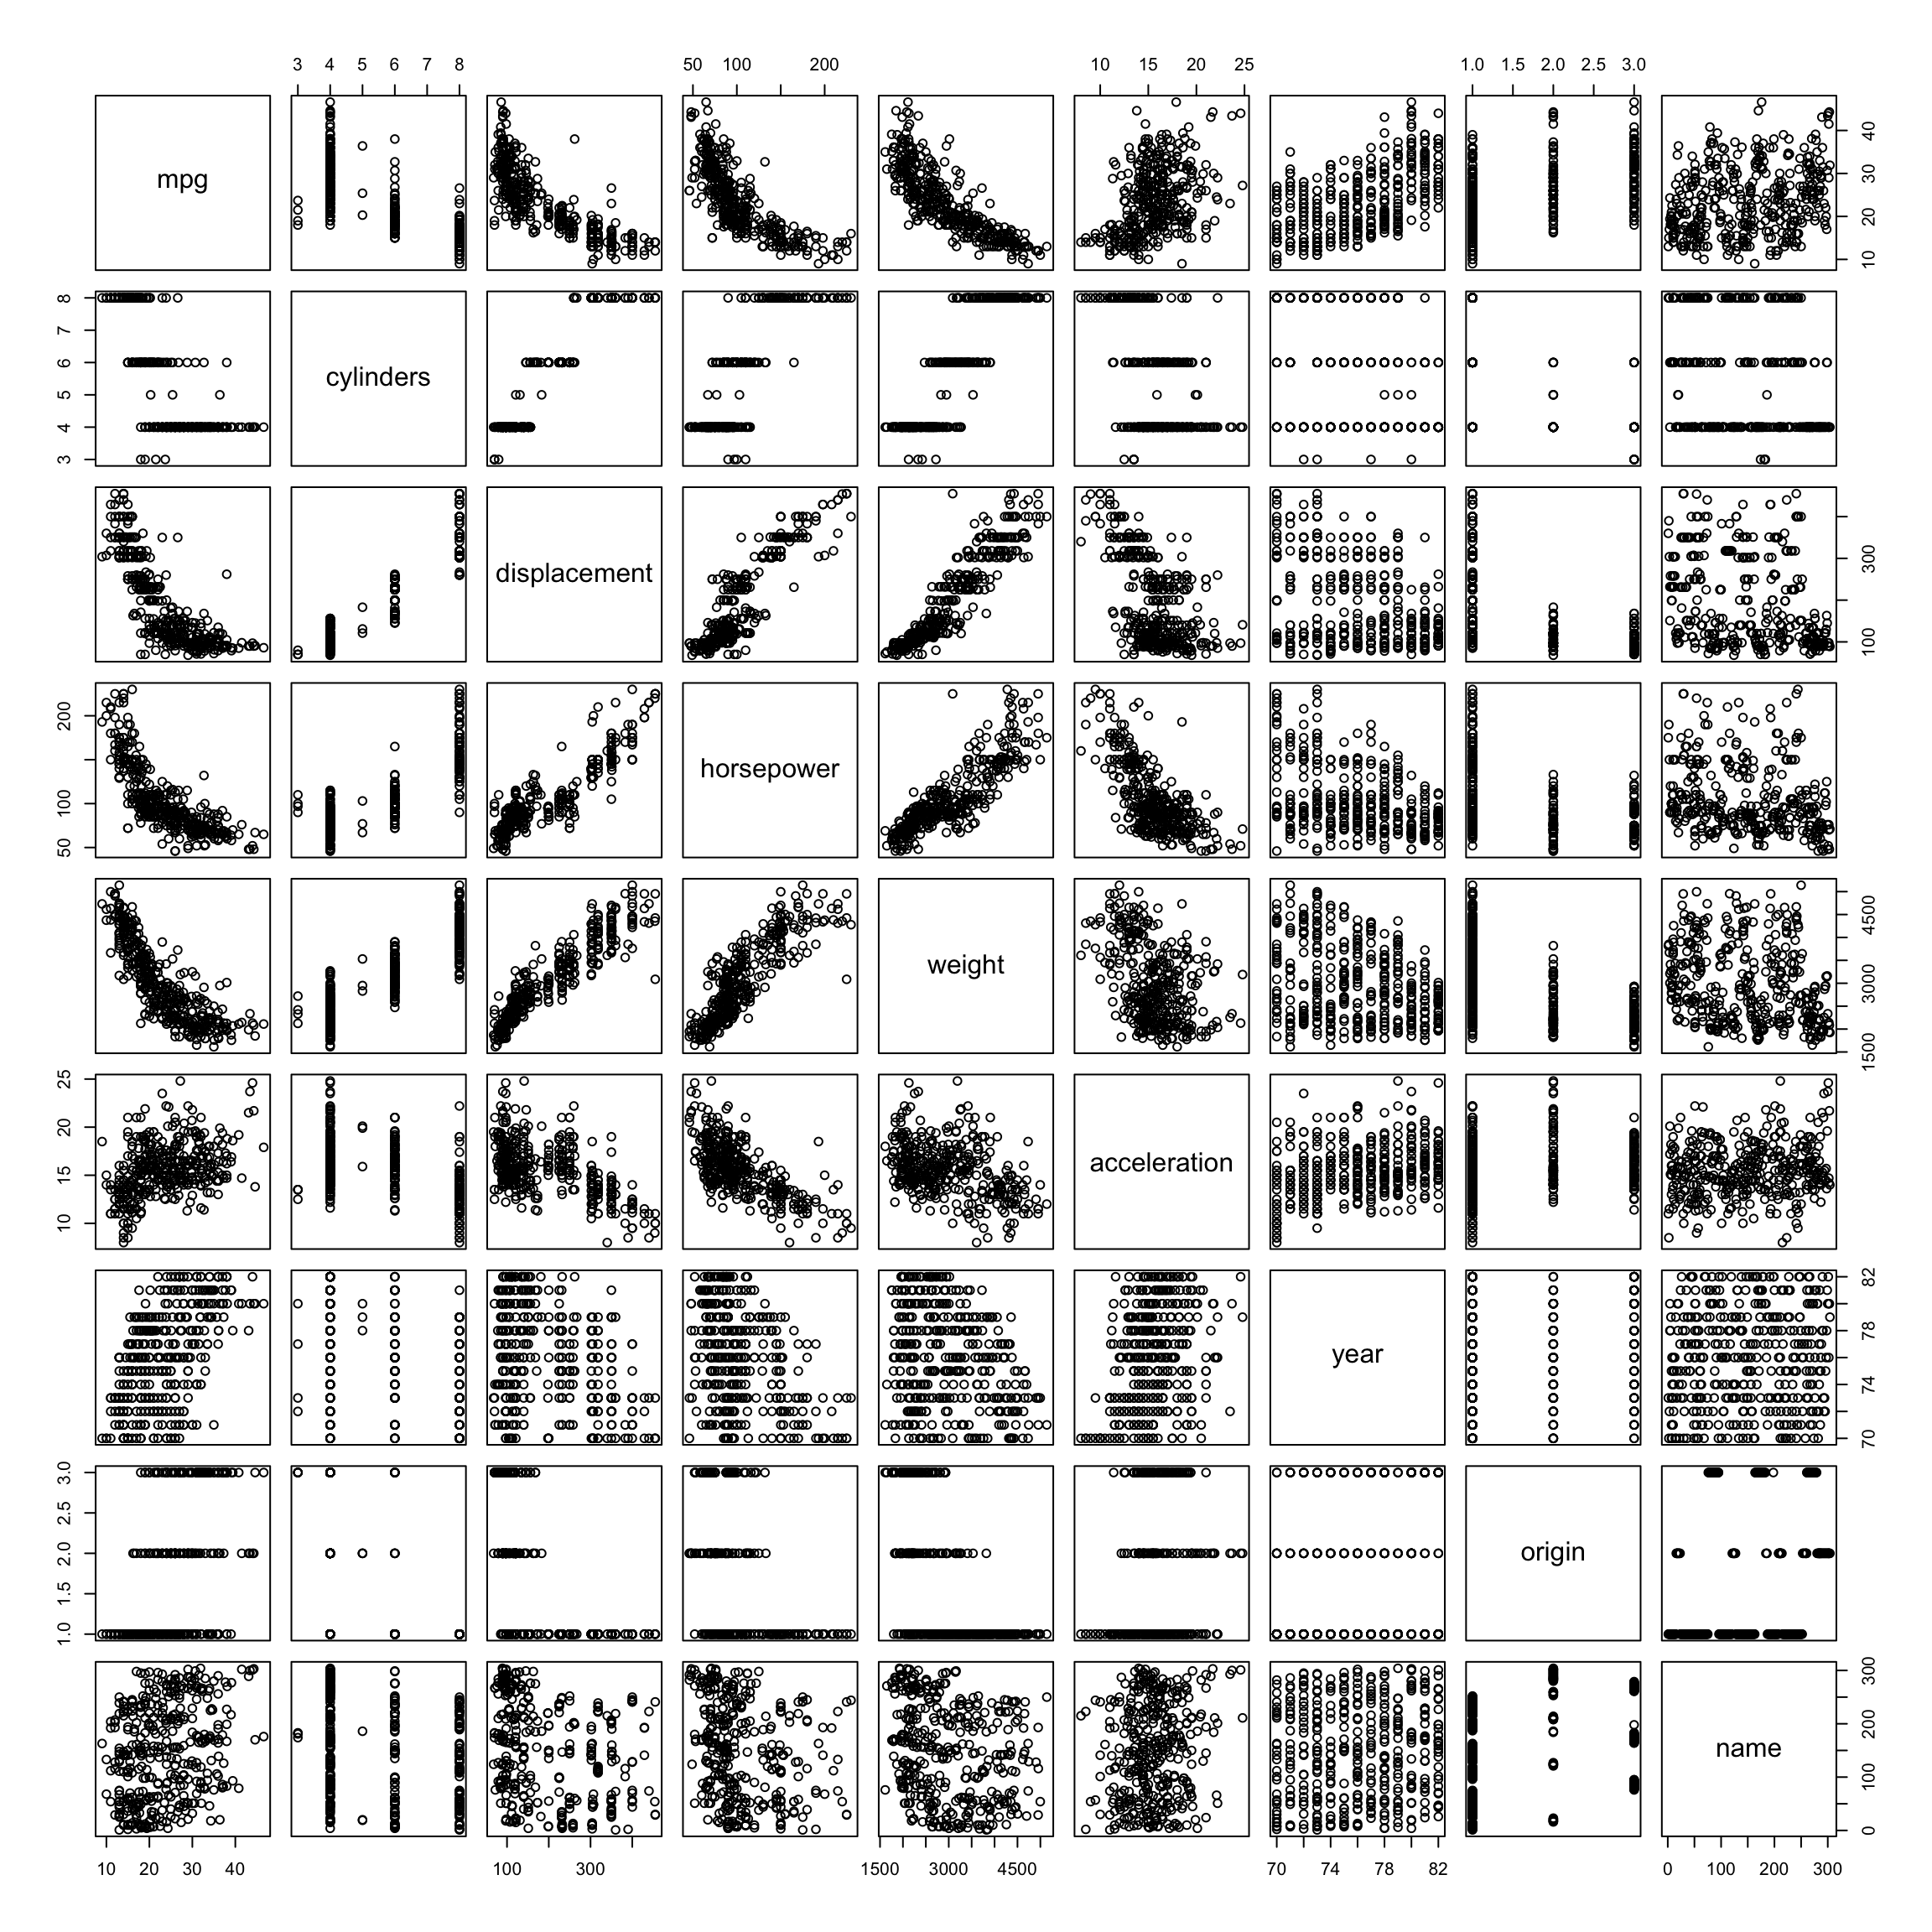 3 4 5 6 7 8 50 100 200 10 15 20 25 1.0 1.5 2.0 2.5 3.0
mpg
10 20 30 40
3 4 5 6 7 8
cylinders
displacement
100 300
50 100 200
horsepower
weight
1500 3000 4500
10 15 20 25
acceleration
year
70 74 78 82
1.0 1.5 2.0 2.5 3.0
origin
name
0 100 200 300
10 20 30 40 100 300 1500 3000 4500 70 74 78 82 0 100 200 300